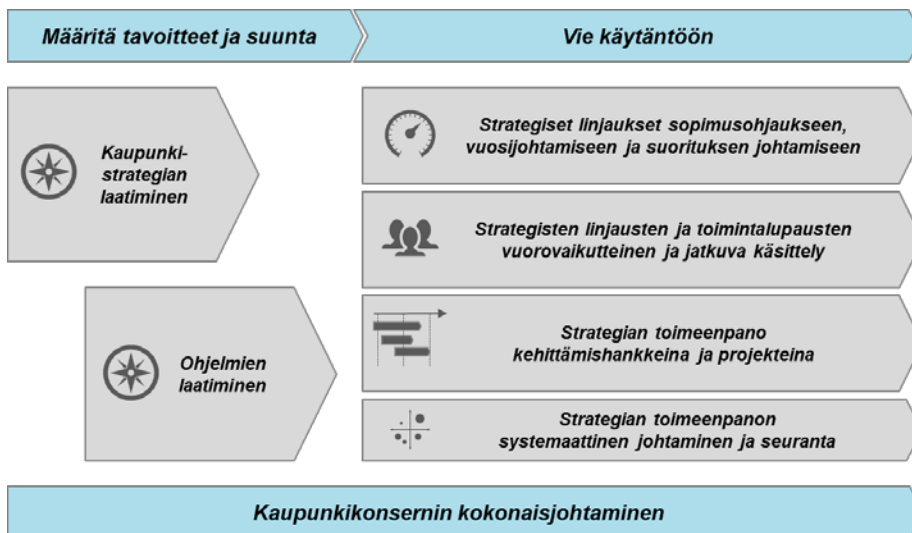 Määritä tavoitteet ja suunta
Vie käytäntöön
Kaupunki-
strategian
laatiminen
Ohjelmien
laatiminen
Strategiset linjaukset sopimusohjaukseen,
vuosijohtamiseen ja suorituksen johtamiseen
Strategisten linjausten ja toimintalupausten
vuorovaikutteinen ja jatkuva käsittely
Strategian toimeenpano
kehittämishankkeina ja projekteina
Strategian toimeenpanon
systemaattinen johtaminen ja seuranta
Kaupunkikonsernin kokonaisjohtaminen